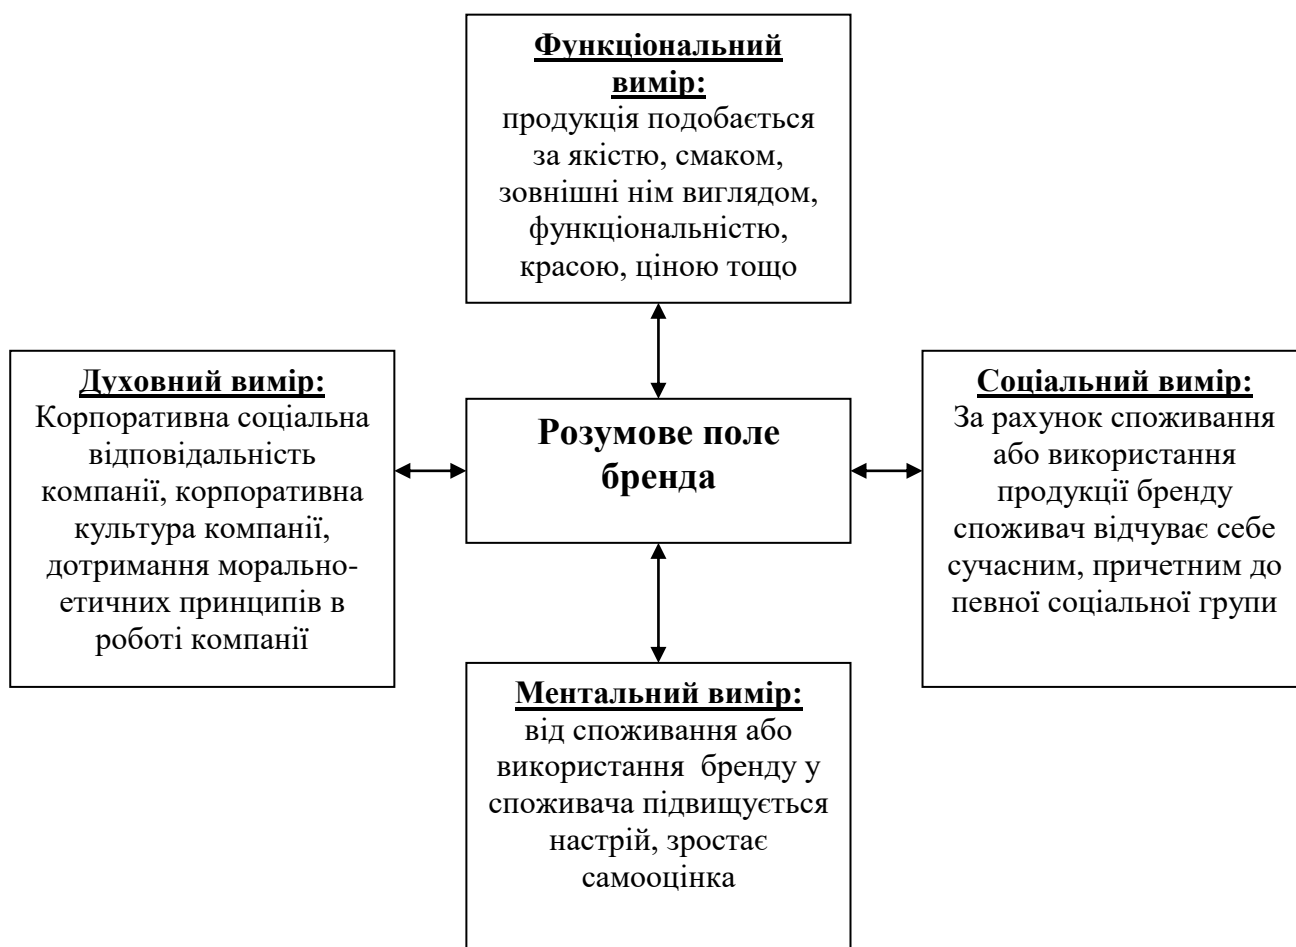 Функціональний
вимір:
продукція подобається
за якістю, смаком,
зовнішні нім виглядом,
функціональністю,
красою, ціною тощо
Духовний вимір:
Корпоративна соціальна
відповідальність
компанії, корпоративна
культура компанії,
дотримання морально-
етичних принципів в
роботі компанії
Розумове поле
бренда
Соціальний вимір:
За рахунок споживання
або використання
продукції бренду
споживач відчуває себе
сучасним, причетним до
певної соціальної групи
Ментальний вимір:
від споживання або
використання  бренду у
споживача підвищується
настрій, зростає
самооцінка